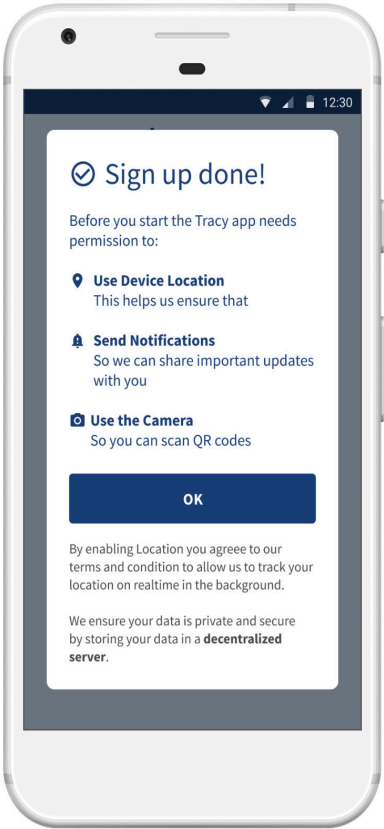 12:30
Sign up done!
Before you start the Tracy app needs
permission to:
Use Device Location
This helps us ensure that
Send Notifications
So we can share important updates
with you
Use the Camera
So you can scan QR codes
OK
By enabling Location you agreee to our
terms and condition to allow us to track your
location on realtime in the background.
We ensure your data is private and secure
by storing your data in a decentralized
server.